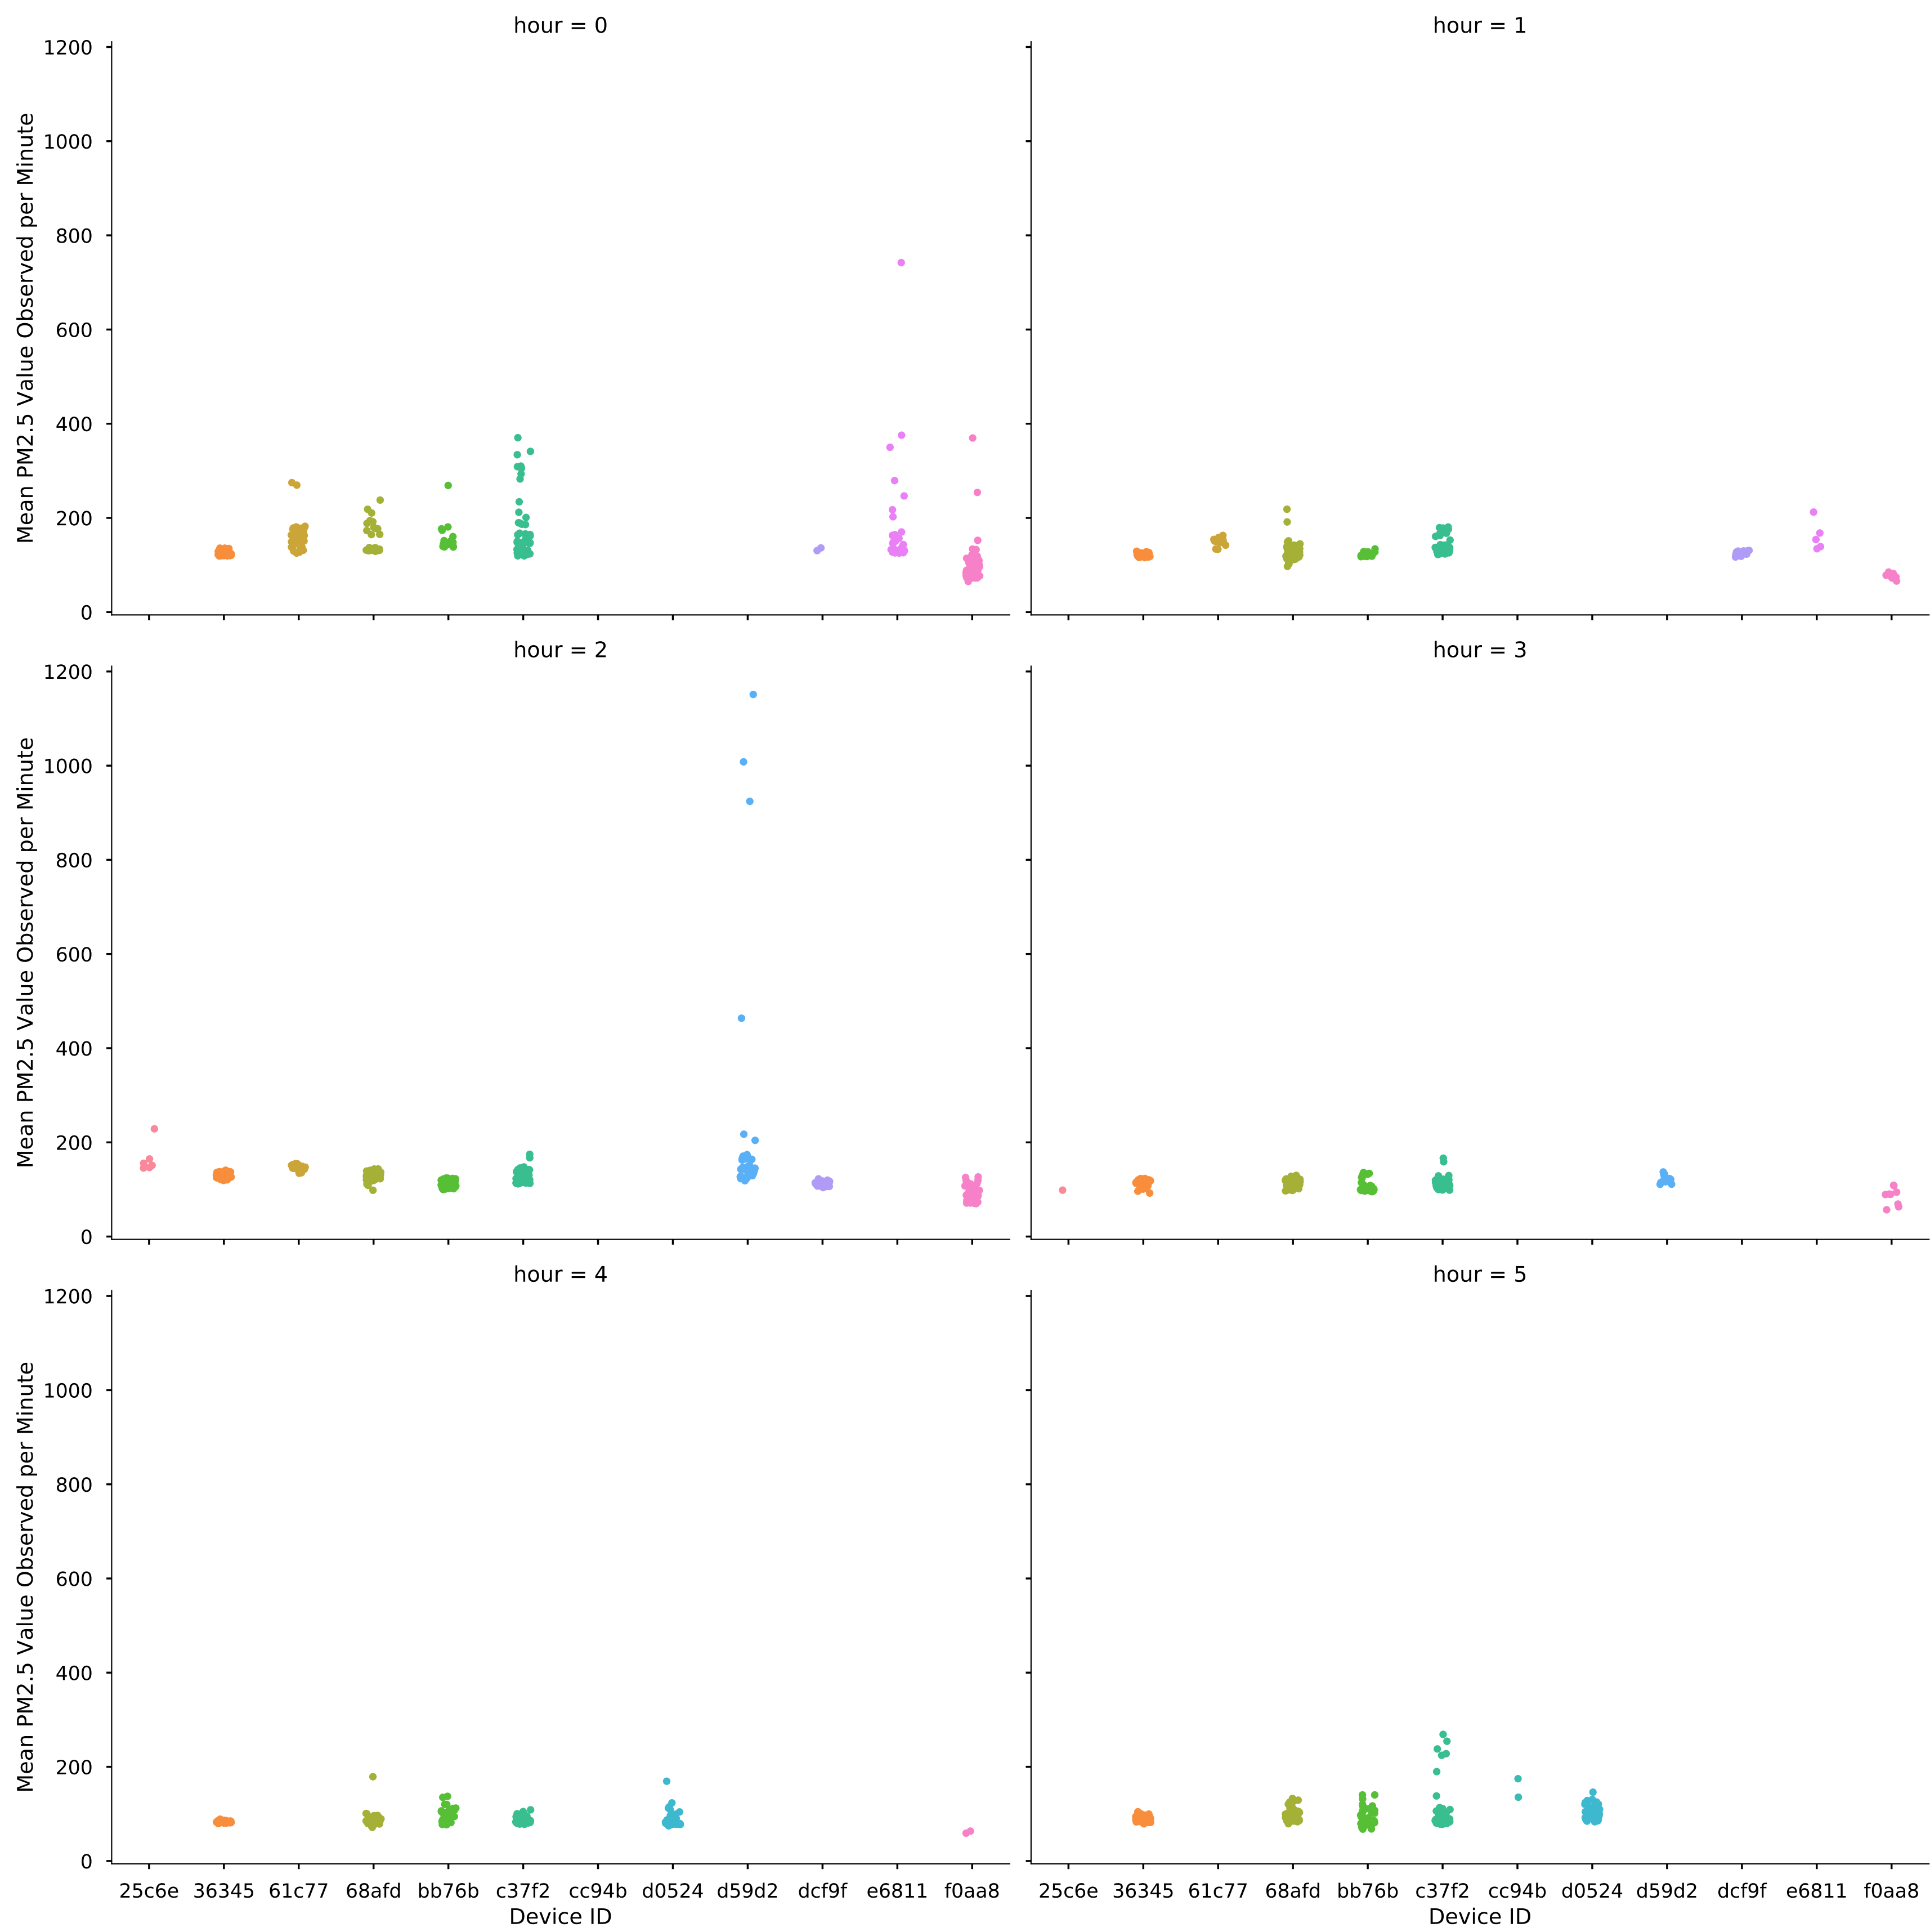 hour = 0
hour = 1
Mean PM2.5 Value Observed per Minute
1200
1000
800
600
400
200
0
hour = 2
hour = 3
Mean PM2.5 Value Observed per Minute
1200
1000
800
600
400
200
0
hour = 4
hour = 5
Mean PM2.5 Value Observed per Minute
1200
1000
800
600
400
200
0
25c6e 36345 61c77 68afd bb76b c37f2 cc94b d0524 d59d2 dcf9f e6811 f0aa8
Device ID
25c6e 36345 61c77 68afd bb76b c37f2 cc94b d0524 d59d2 dcf9f e6811 f0aa8
Device ID